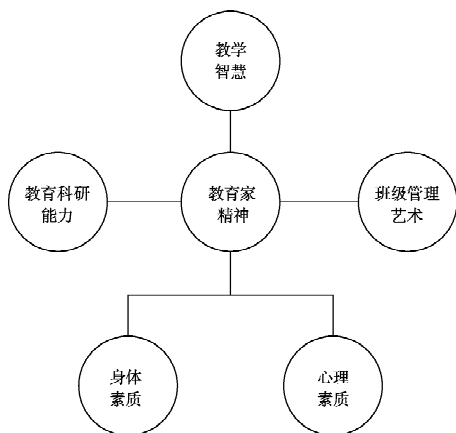 教学
智慧
教育科研
能力
教育家
精神
班级管理
艺术
身体
素质
心理
素质